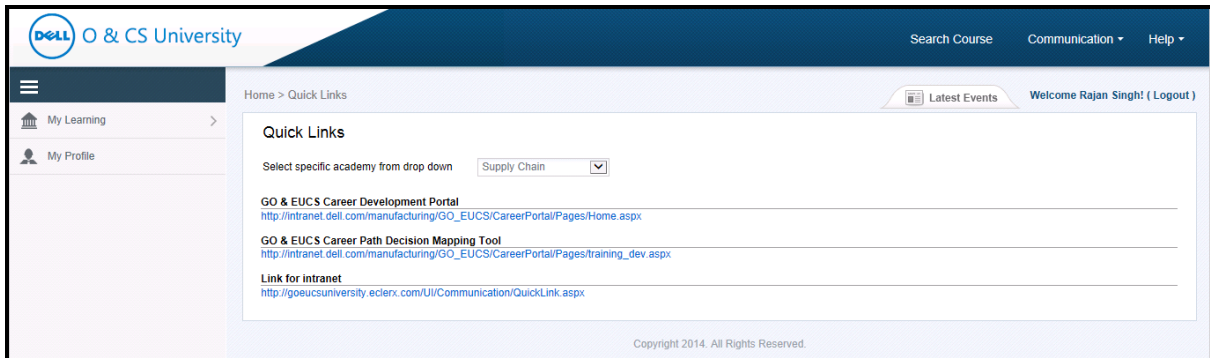 DELL O & CS University
Search Course Communication Help
Home > Quick Links
Latest Events Welcome Rajan Singh! ( Logout )
My Learning
My Profile
Quick Links
Select specific academy from drop down Supply Chain
GO & EUCS Career Development Portal
http://intranet.dell.com/manufacturing/GO_EUCS/CareerPortal/Pages/Home.aspx
GO & EUCS Career Path Decision Mapping Tool
http://intranet.dell.com/manufacturing/GO_EUCS/CareerPortal/Pages/training_dev.aspx
Link for intranet
http://goeucsuniversity.eclerx.com/UI/Communication/QuickLink.aspx
Copyright 2014. All Rights Reserved.